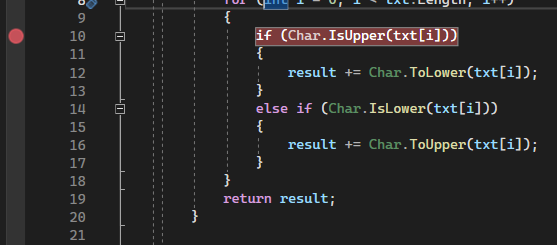 8 for (int i = 0; i < txt.Length; i++)
9 {
10 if (Char.IsUpper(txt[i]))
11 {
12 result += Char.ToLower(txt[i]);
13 }
14 else if (Char.IsLower(txt[i]))
15 {
16 result += Char.ToUpper(txt[i]);
17 }
18 }
19 return result;
20 }
21